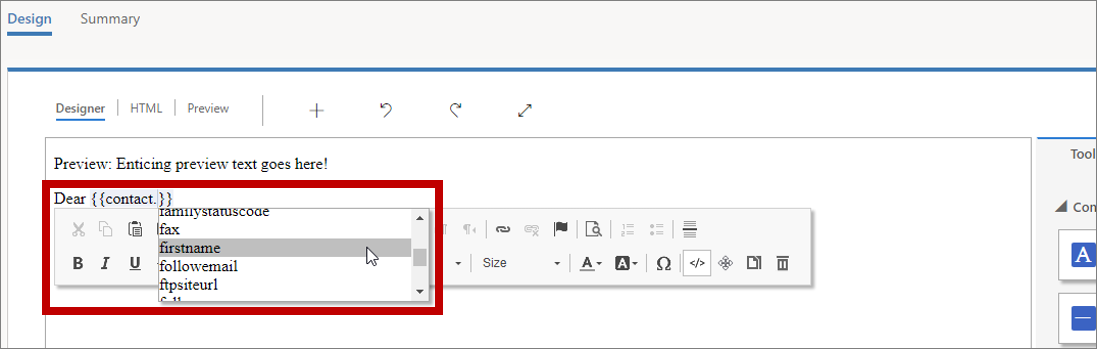 Design Summary
Designer HTML Preview
Preview: Enticing preview text goes here!
Tool
Dear {{contact.}}
Con
familystatuscode
fax
firstname
followemail
ftpsiteurl
B I U Size A A Ω
A